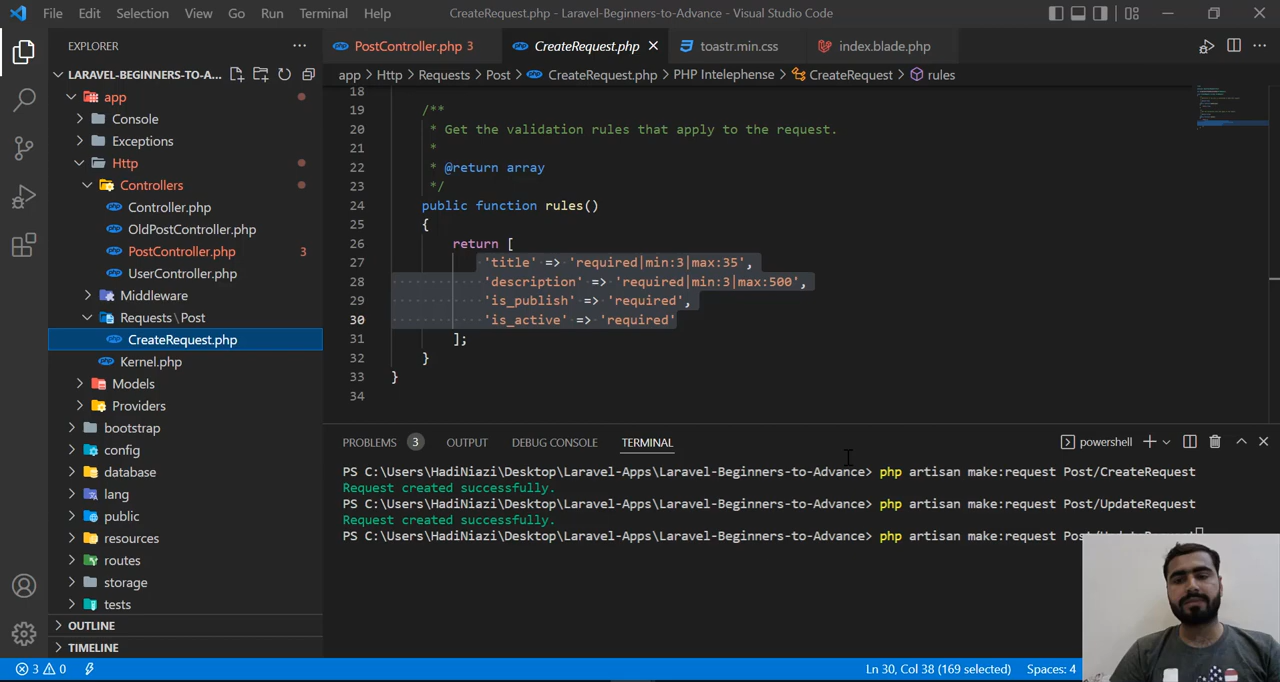 File Edit Selection View Go Run Terminal Help
CreateRequest.php - Laravel-Beginners-to-Advance - Visual Studio Code
EXPLORER
LARAVEL-BEGINNERS-TO-A...
app
Console
Exceptions
Http
Controllers
Controller.php
OldPostController.php
PostController.php 3
UserController.php
Middleware
Requests\Post
CreateRequest.php
Kernel.php
Models
Providers
bootstrap
config
database
lang
public
resources
routes
storage
tests
OUTLINE
TIMELINE
PostController.php 3 CreateRequest.php toastr.min.css index.blade.php
app > Http > Requests > Post > CreateRequest.php > PHP Intelephense > CreateRequest > rules
18
19 /**
20 * Get the validation rules that apply to the request.
21 *
22 * @return array
23 */
24 public function rules()
25 {
26 return [
27 'title' => 'required|min:3|max:35',
28 'description' => 'required|min:3|max:500',
29 'is_publish' => 'required',
30 'is_active' => 'required'
31 ];
32 }
33 }
34
PROBLEMS 3 OUTPUT DEBUG CONSOLE TERMINAL powershell
PS C:\Users\HadiNiazi\Desktop\Laravel-Apps\Laravel-Beginners-to-Advance> php artisan make:request Post/CreateRequest
Request created successfully.
PS C:\Users\HadiNiazi\Desktop\Laravel-Apps\Laravel-Beginners-to-Advance> php artisan make:request Post/UpdateRequest
Request created successfully.
PS C:\Users\HadiNiazi\Desktop\Laravel-Apps\Laravel-Beginners-to-Advance> php artisan make:request
3 0
Ln 30, Col 38 (169 selected) Spaces: 4